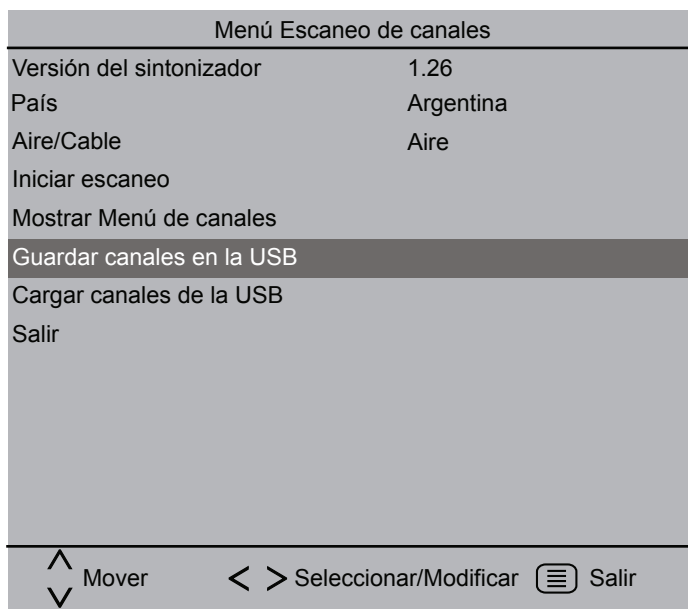 Menú Escaneo de canales
Versión del sintonizador 1.26
País Argentina
Aire/Cable Aire
Iniciar escaneo
Mostrar Menú de canales
Guardar canales en la USB
Cargar canales de la USB
Salir
Mover Seleccionar/Modificar Salir